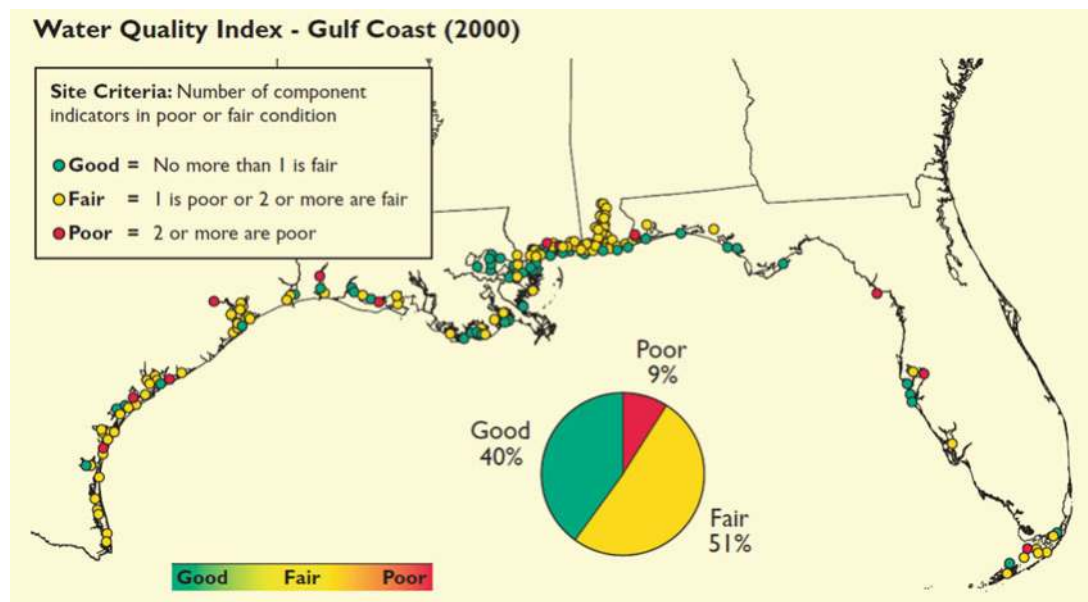 Water Quality Index - Gulf Coast (2000)
Site Criteria: Number of component
indicators in poor or fair condition
Good = No more than 1 is fair
Fair = 1 is poor or 2 or more are fair
Poor = 2 or more are poor
Poor
9%
Good
40%
Fair
51%
Good Fair Poor